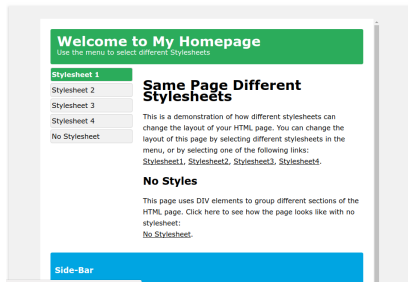 Welcome to My Homepage
Use the menu to select different Stylesheets
Stylesheet 1
Stylesheet 2
Stylesheet 3
Stylesheet 4
No Stylesheet
Same Page Different
Stylesheets
This is a demonstration of how different stylesheets can
change the layout of your HTML page. You can change the
layout of this page by selecting different stylesheets in the
menu, or by selecting one of the following links:
Stylesheet1, Stylesheet2, Stylesheet3, Stylesheet4.
No Styles
This page uses DIV elements to group different sections of the
HTML page. Click here to see how the page looks like with no
stylesheet:
No Stylesheet.
Side-Bar